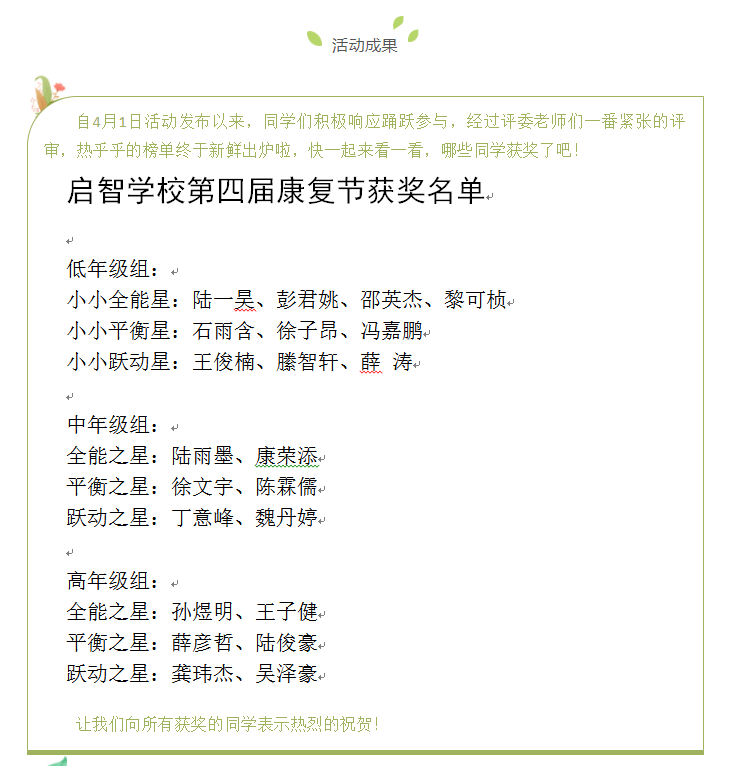 活动成果
自4月1日活动发布以来，同学们积极响应踊跃参与，经过评委老师们一番紧张的评
审，热乎乎的榜单终于新鲜出炉啦，快一起来看一看，哪些同学获奖了吧！
启智学校第四届康复节获奖名单
低年级组：
小小全能星：陆一昊、彭君姚、邵英杰、黎可桢
小小平衡星：石雨含、徐子昂、冯嘉鹏
小小跃动星：王俊楠、滕智轩、薛 涛
中年级组：
全能之星：陆雨墨、康荣添
平衡之星：徐文宇、陈霖儒
跃动之星：丁意峰、魏丹婷
高年级组：
全能之星：孙煜明、王子健
平衡之星：薛彦哲、陆俊豪
跃动之星：龚玮杰、吴泽豪
让我们向所有获奖的同学表示热烈的祝贺！